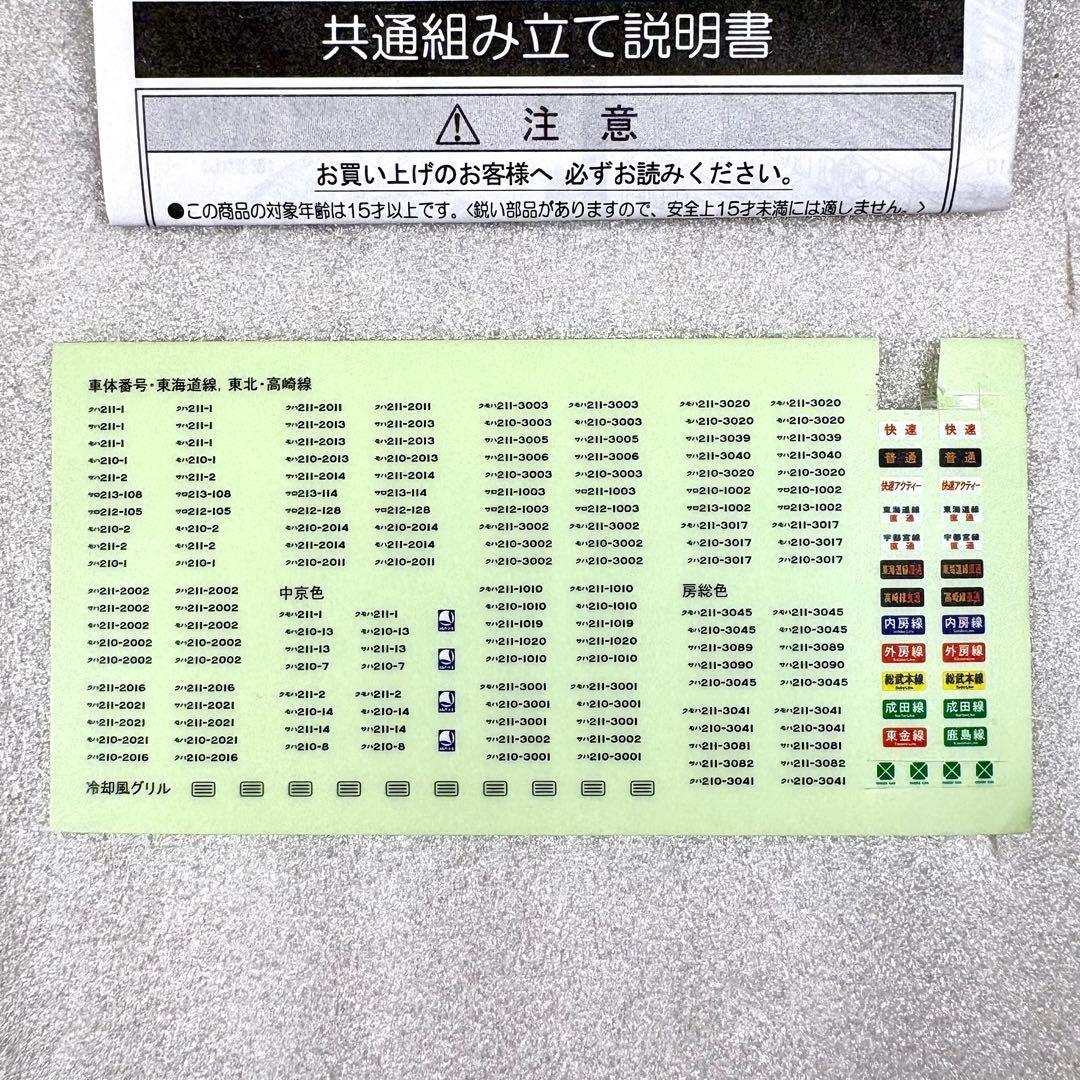 共通組み立て説明書
⚠ 注意
お買い上げのお客様へ 必ずお読みください。
●この商品の対象年齢は15才以上です。〈鋭い部品がありますので、安全上15才未満には適しません。〉
車体番号・東海道線, 東北・高崎線
クハ211-1 クハ211-1
サハ211-1 サハ211-1
モハ211-1 モハ211-1
モハ210-1 モハ210-1
サハ211-2 サハ211-2
サロ213-108 サロ213-108
サロ212-105 サロ212-105
モハ210-2 モハ210-2
モハ211-2 モハ211-2
クハ210-1 クハ210-1
クハ211-2002 クハ211-2002
サハ211-2002 サハ211-2002
モハ211-2002 モハ211-2002
モハ210-2002 モハ210-2002
クハ210-2002 クハ210-2002
クハ211-2016 クハ211-2016
サハ211-2021 サハ211-2021
モハ211-2021 モハ211-2021
モハ210-2021 モハ210-2021
クハ210-2016 クハ210-2016
クハ211-2011 クハ211-2011
サハ211-2013 サハ211-2013
モハ211-2013 モハ211-2013
モハ210-2013 モハ210-2013
サハ211-2014 サハ211-2014
サロ213-114 サロ213-114
サロ212-128 サロ212-128
モハ210-2014 モハ210-2014
モハ211-2014 モハ211-2014
クハ210-2011 クハ210-2011
中京色
クモハ211-1 クモハ211-1
モハ210-13 モハ210-13
サハ211-13 サハ211-13
クハ210-7 クハ210-7
クモハ211-2 クモハ211-2
モハ210-14 モハ210-14
サハ211-14 サハ211-14
クハ210-8 クハ210-8
クモハ211-3003 クモハ211-3003
モハ210-3003 モハ210-3003
サハ211-3005 サハ211-3005
サハ211-3006 サハ211-3006
クハ210-3003 クハ210-3003
サロ211-1003 サロ211-1003
サロ212-1003 サロ212-1003
クモハ211-3002 クモハ211-3002
モハ210-3002 モハ210-3002
クハ210-3002 クハ210-3002
クモハ211-1010 クモハ211-1010
モハ210-1010 モハ210-1010
サハ211-1019 サハ211-1019
サハ211-1020 サハ211-1020
クハ210-1010 クハ210-1010
クモハ211-3001 クモハ211-3001
モハ210-3001 モハ210-3001
サハ211-3001 サハ211-3001
サハ211-3002 サハ211-3002
クハ210-3001 クハ210-3001
クモハ211-3020 クモハ211-3020
モハ210-3020 モハ210-3020
サハ211-3039 サハ211-3039
サハ211-3040 サハ211-3040
クハ210-3020 クハ210-3020
サロ210-1002 サロ210-1002
サロ213-1002 サロ213-1002
クモハ211-3017 クモハ211-3017
モハ210-3017 モハ210-3017
クハ210-3017 クハ210-3017
房総色
クモハ211-3045 クモハ211-3045
モハ210-3045 モハ210-3045
サハ211-3089 サハ211-3089
サハ211-3090 サハ211-3090
クハ210-3045 クハ210-3045
クモハ211-3041 クモハ211-3041
モハ210-3041 モハ210-3041
サハ211-3081 サハ211-3081
サハ211-3082 サハ211-3082
クハ210-3041 クハ210-3041
快速 快速
普通 普通
快速アクティー 快速アクティー
東海道線 東海道線
直通 直通
宇都宮線 宇都宮線
直通 直通
東海道線直通 東海道線直通
高崎線直通 高崎線直通
内房線 内房線
外房線 外房線
総武本線 総武本線
成田線 成田線
東金線 鹿島線
冷却風グリル